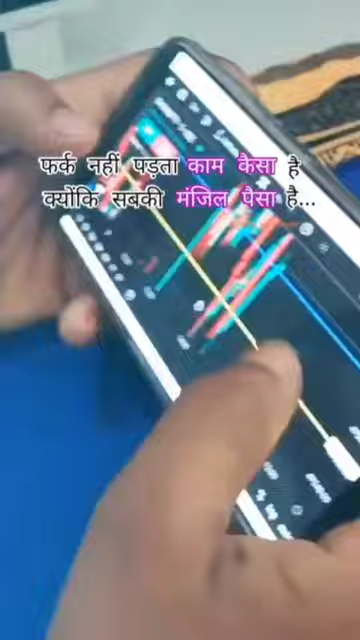 फर्क नहीं पड़ता काम कैसा है
क्योंकि सबकी मंजिल पैसा है...